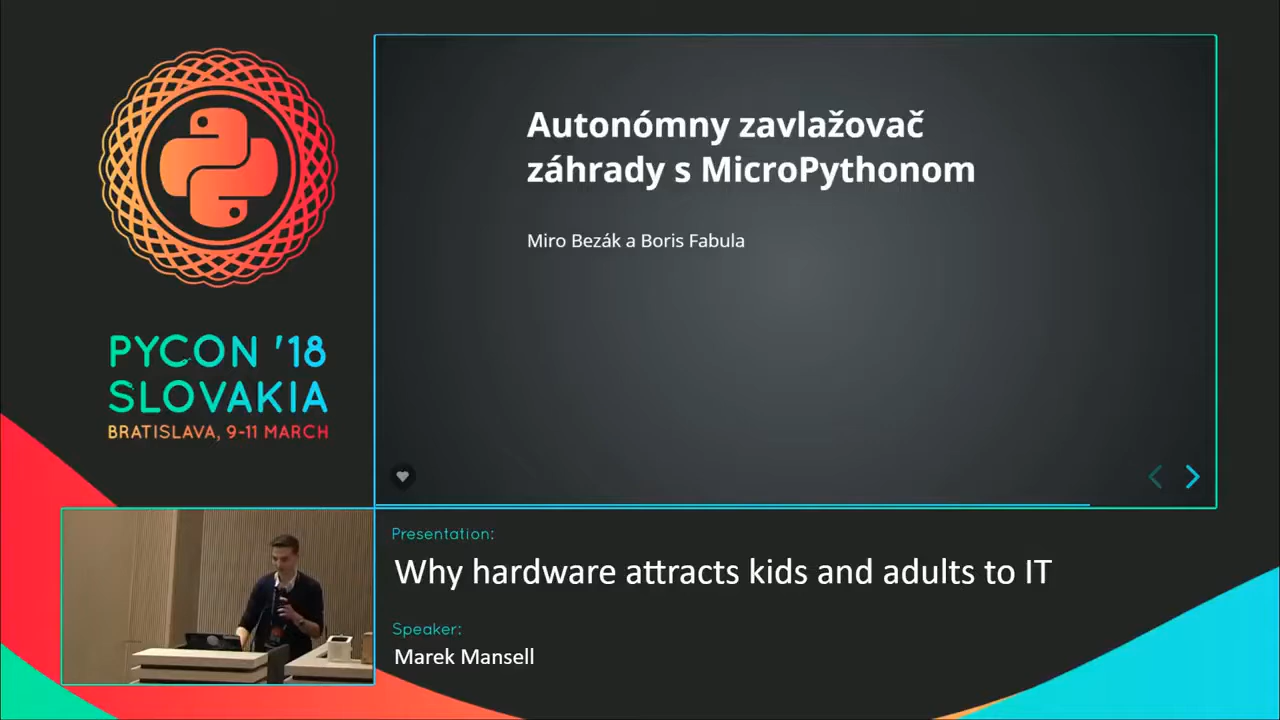 Autonómny zavlažovač
záhrady s MicroPythonom
Miro Bezák a Boris Fabula
PYCON '18
SLOVAKIA
BRATISLAVA, 9-11 MARCH
Presentation:
Why hardware attracts kids and adults to IT
Speaker:
Marek Mansell